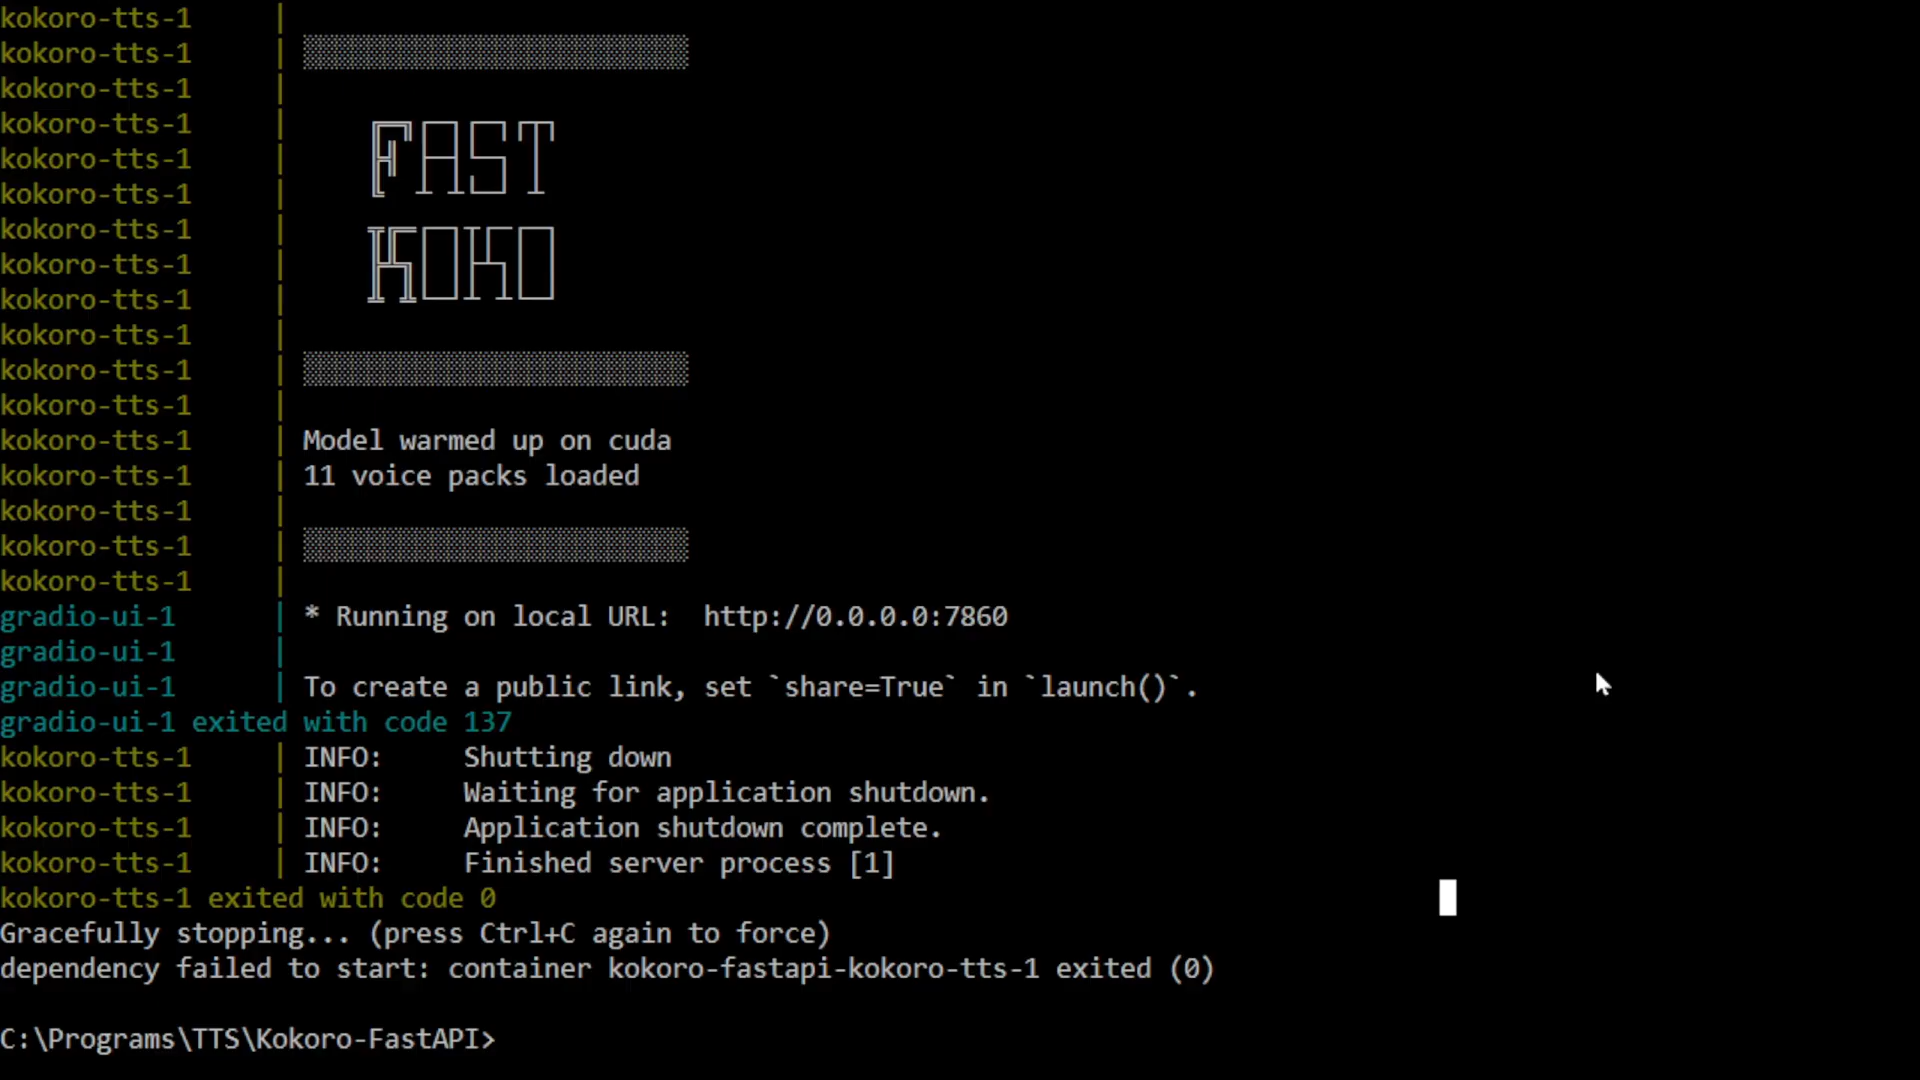 kokoro-tts-1 |
kokoro-tts-1 | ░░░░░░░░░░░░░░░░░░░░░░░░
kokoro-tts-1 |
kokoro-tts-1 | FAST
kokoro-tts-1 |
kokoro-tts-1 |
kokoro-tts-1 | KOKO
kokoro-tts-1 |
kokoro-tts-1 |
kokoro-tts-1 |
kokoro-tts-1 | ░░░░░░░░░░░░░░░░░░░░░░░░
kokoro-tts-1 |
kokoro-tts-1 | Model warmed up on cuda
kokoro-tts-1 | 11 voice packs loaded
kokoro-tts-1 |
kokoro-tts-1 | ░░░░░░░░░░░░░░░░░░░░░░░░
kokoro-tts-1 |
gradio-ui-1 | * Running on local URL:  http://0.0.0.0:7860
gradio-ui-1 |
gradio-ui-1 | To create a public link, set `share=True` in `launch()`.
gradio-ui-1 exited with code 137
kokoro-tts-1 | INFO:     Shutting down
kokoro-tts-1 | INFO:     Waiting for application shutdown.
kokoro-tts-1 | INFO:     Application shutdown complete.
kokoro-tts-1 | INFO:     Finished server process [1]
kokoro-tts-1 exited with code 0
Gracefully stopping... (press Ctrl+C again to force)
dependency failed to start: container kokoro-fastapi-kokoro-tts-1 exited (0)
C:\Programs\TTS\Kokoro-FastAPI>